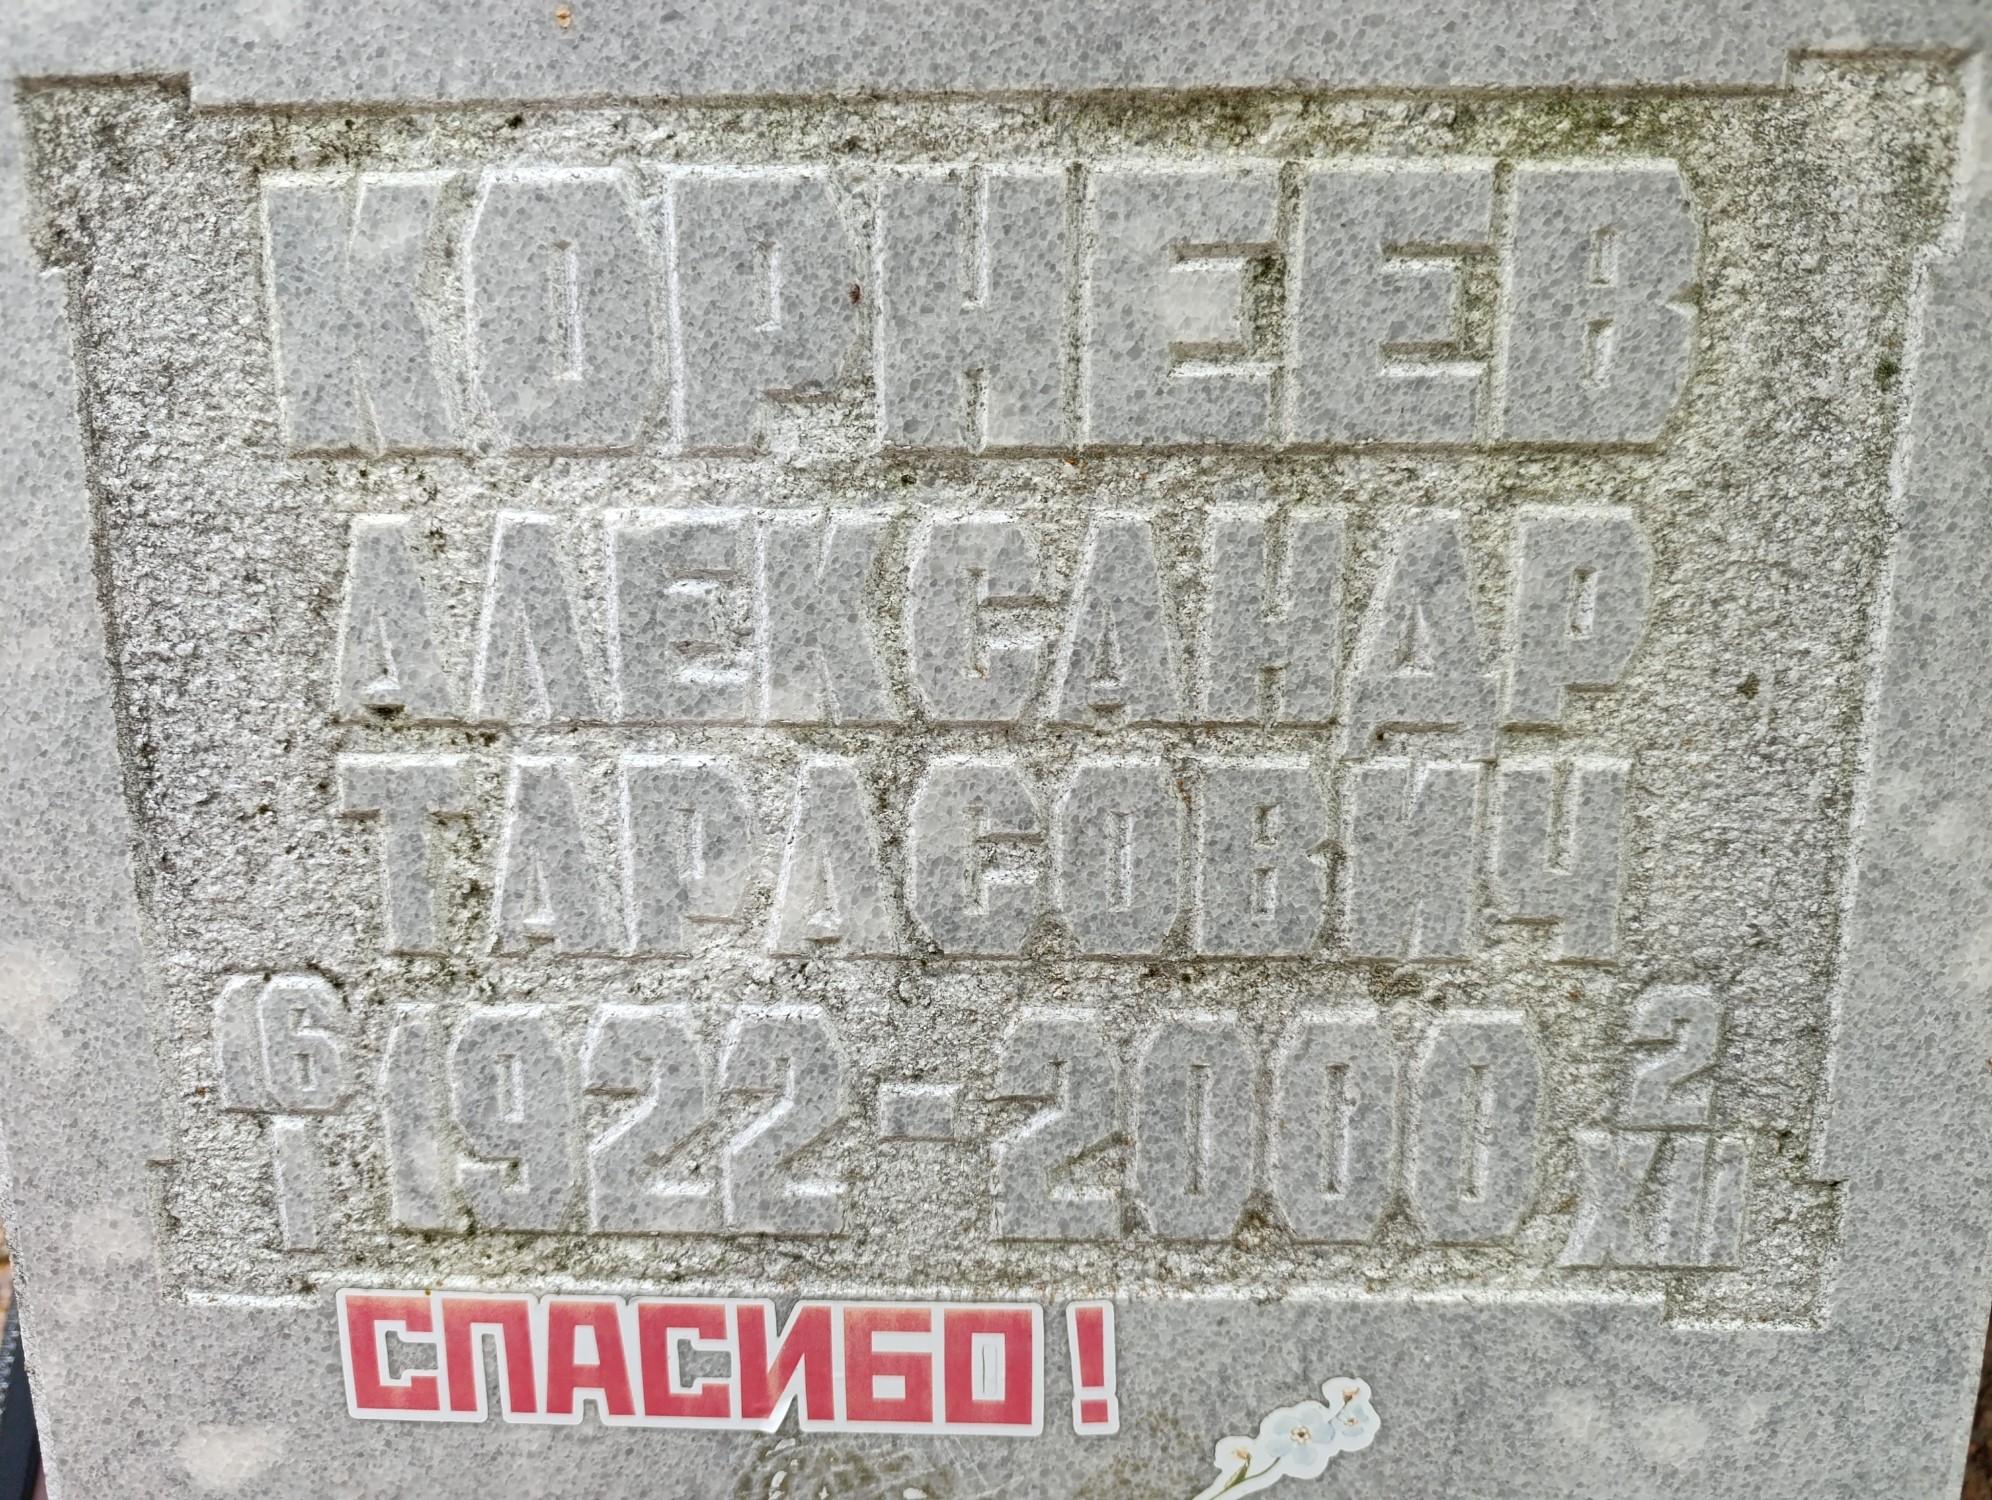 КОРНЕЕВ
АЛЕКСАНДР
ТАРАСОВИЧ
16 1922-2000 2
I XII
СПАСИБО!